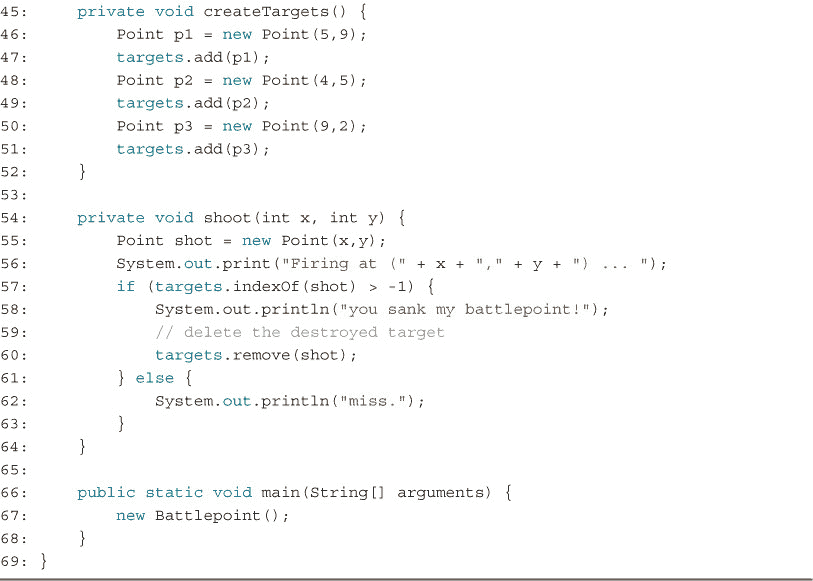 45:     private void createTargets() {
46:         Point p1 = new Point(5,9);
47:         targets.add(p1);
48:         Point p2 = new Point(4,5);
49:         targets.add(p2);
50:         Point p3 = new Point(9,2);
51:         targets.add(p3);
52:     }
53:
54:     private void shoot(int x, int y) {
55:         Point shot = new Point(x,y);
56:         System.out.print("Firing at (" + x + "," + y + ") ... ");
57:         if (targets.indexOf(shot) > -1) {
58:             System.out.println("you sank my battlepoint!");
59:             // delete the destroyed target
60:             targets.remove(shot);
61:         } else {
62:             System.out.println("miss.");
63:         }
64:     }
65:
66:     public static void main(String[] arguments) {
67:         new Battlepoint();
68:     }
69: }